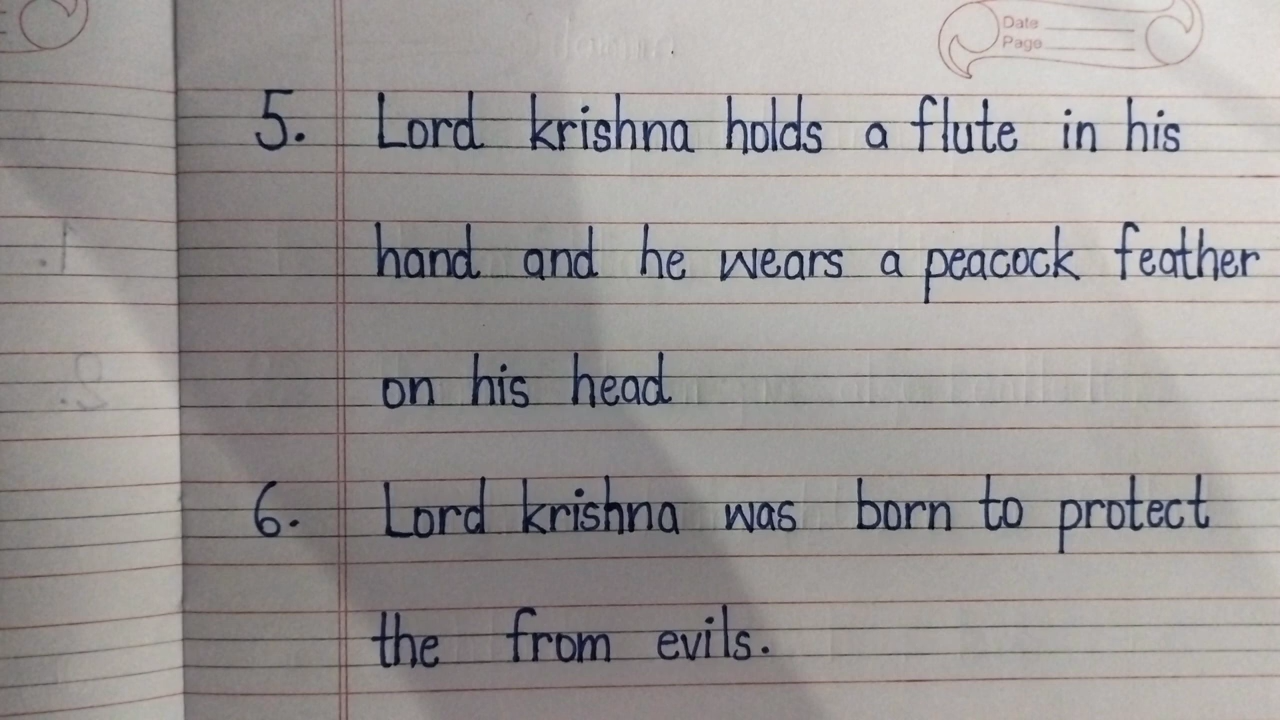 Date
Page
5. Lord krishna holds a flute in his
hand and he wears a peacock feather
on his head
6. Lord krishna was born to protect
the from evils.